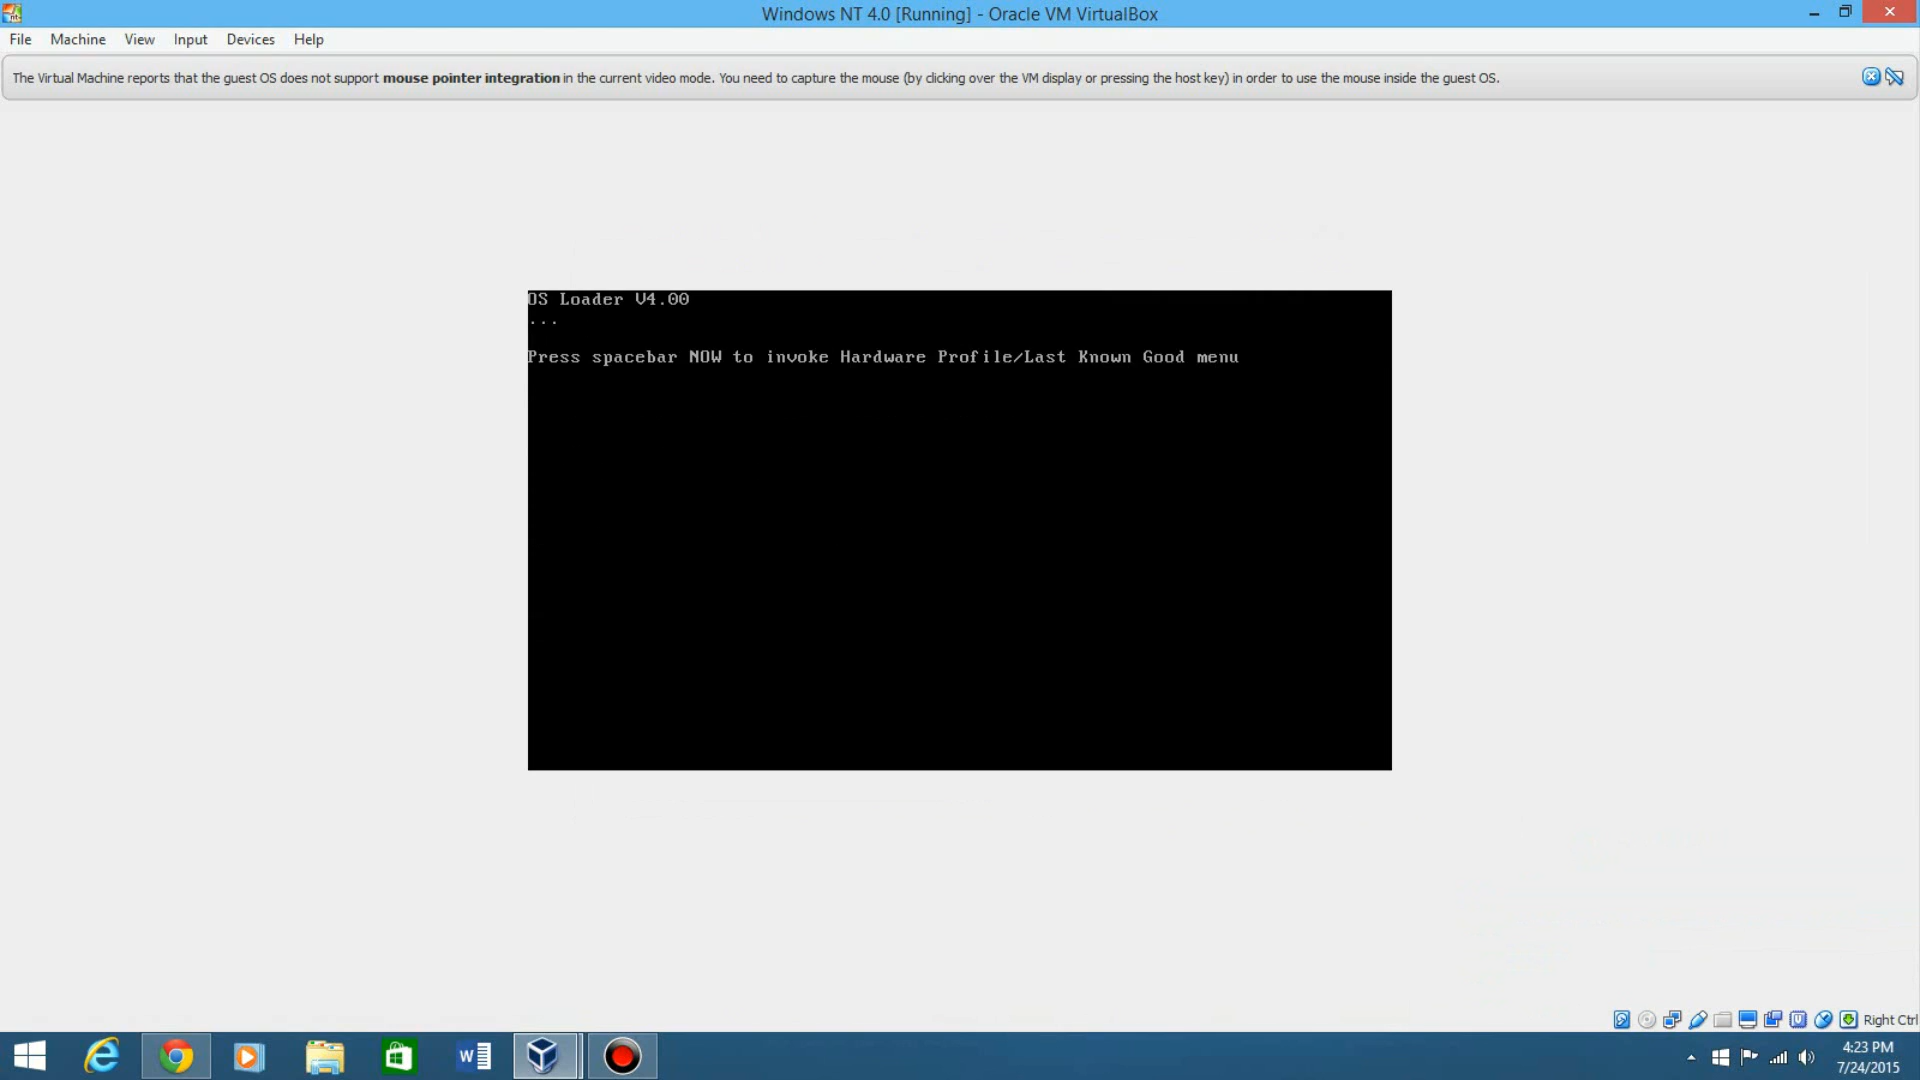 Windows NT 4.0 [Running] - Oracle VM VirtualBox
File Machine View Input Devices Help
The Virtual Machine reports that the guest OS does not support mouse pointer integration in the current video mode. You need to capture the mouse (by clicking over the VM display or pressing the host key) in order to use the mouse inside the guest OS.
OS Loader V4.00
...
Press spacebar NOW to invoke Hardware Profile/Last Known Good menu
Right Ctrl
4:23 PM
7/24/2015